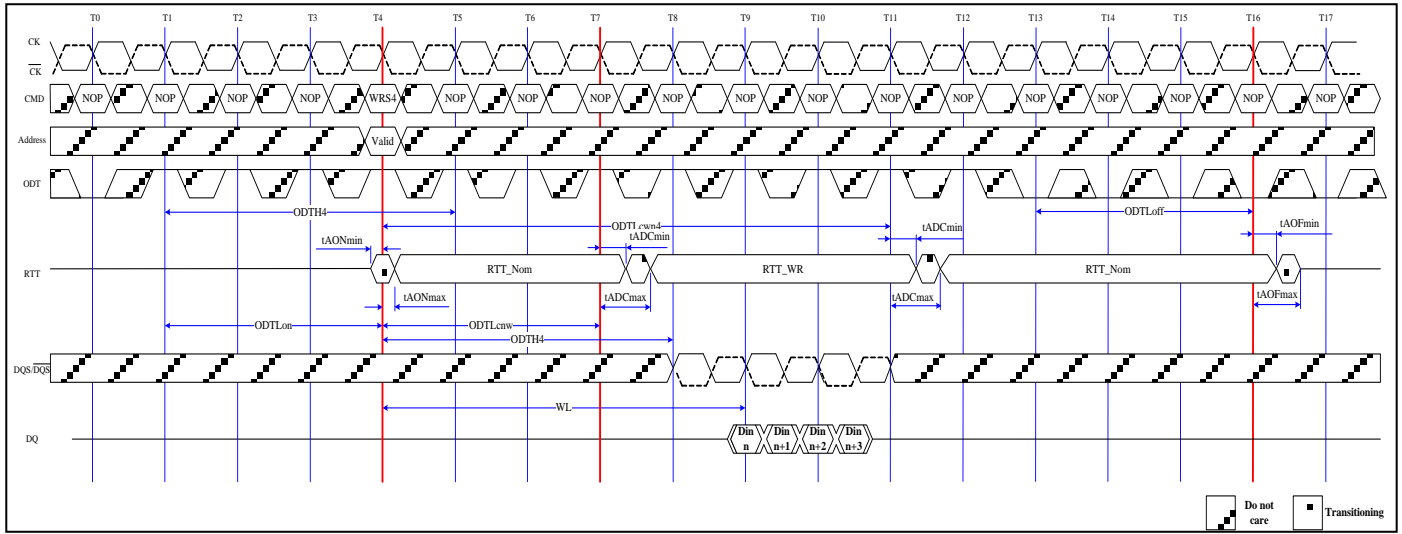 T0 T1 T2 T3 T4 T5 T6 T7 T8 T9 T10 T11 T12 T13 T14 T15 T16 T17
CK
CK
CMD NOP NOP NOP NOP WRS4 NOP NOP NOP NOP NOP NOP NOP NOP NOP NOP NOP NOP NOP
Address Valid
ODT
ODTH4 ODTLoff
ODTLcwn4 tADCmin tAOFmin
tAONmin tADCmin
RTT RTT_Nom RTT_WR RTT_Nom
tAONmax tADCmax tADCmax tAOFmax
ODTLon ODTLcnw
ODTH4
DQS/DQS
WL
DQ Din n Din n+1 Din n+2 Din n+3
Do not care
Transitioning